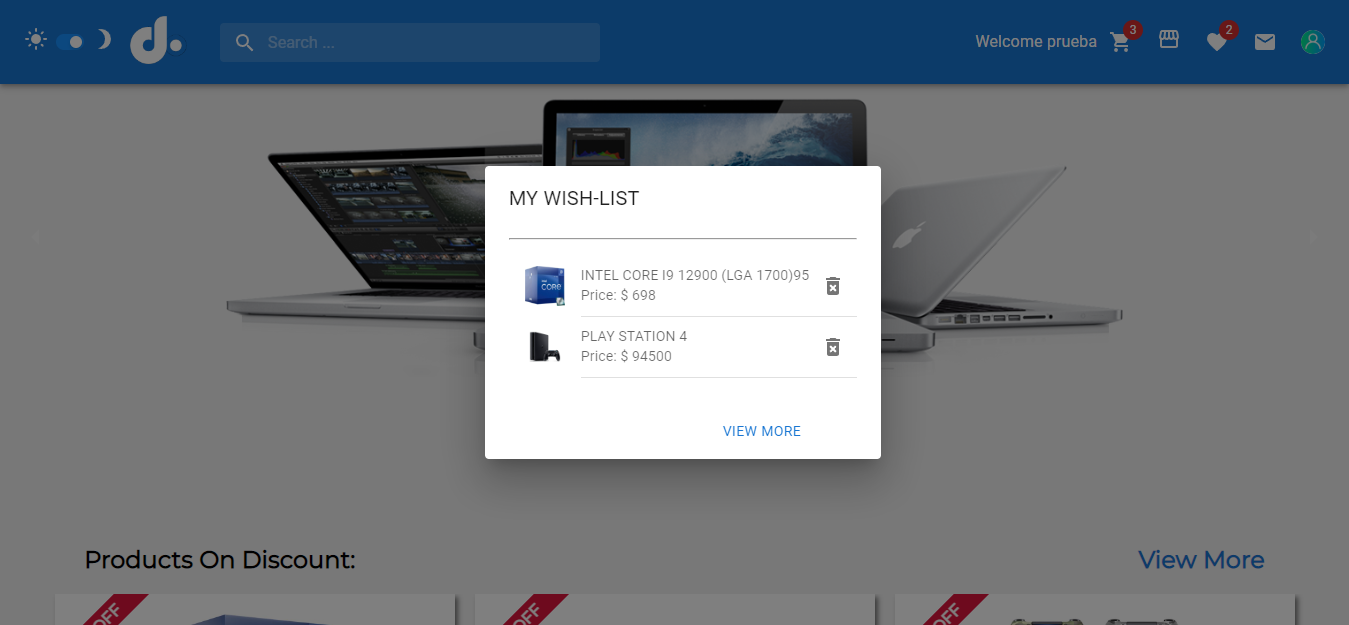 d.
Search ...
Welcome prueba
3
2
MY WISH-LIST
INTEL CORE I9 12900 (LGA 1700)95
Price: $ 698
CORE
PLAY STATION 4
Price: $ 94500
VIEW MORE
Products On Discount:
View More
OFF
OFF
OFF